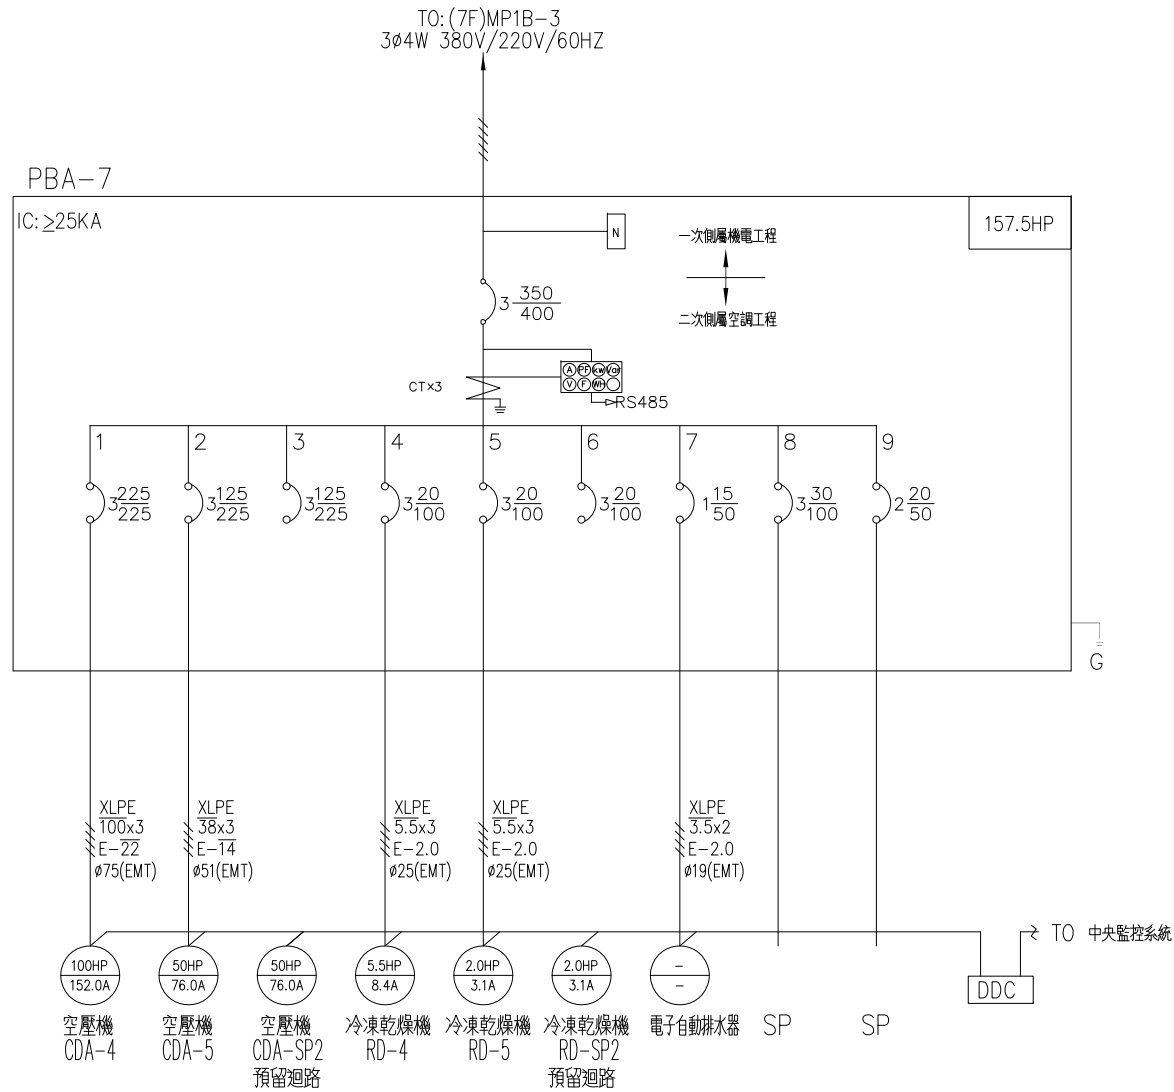 TO:(7F)MP1B-3
3ø4W 380V/220V/60HZ
PBA-7
IC:≥25KA
N
157.5HP
一次側屬機電工程
二次側屬空調工程
3 350/400
CT×3
A PF kw Var
V F WH
RS485
1 2 3 4 5 6 7 8 9
3 225/225 3 125/225 3 125/225 3 20/100 3 20/100 3 20/100 1 15/50 3 30/100 2 20/50
G
XLPE XLPE XLPE XLPE XLPE
100x3 38x3 5.5x3 5.5x3 3.5x2
E-22 E-14 E-2.0 E-2.0 E-2.0
ø75(EMT) ø51(EMT) ø25(EMT) ø25(EMT) ø19(EMT)
TO 中央監控系統
100HP 50HP 50HP 5.5HP 2.0HP 2.0HP -
152.0A 76.0A 76.0A 8.4A 3.1A 3.1A -
DDC
空壓機 空壓機 空壓機 冷凍乾燥機 冷凍乾燥機 冷凍乾燥機 電子自動排水器 SP SP
CDA-4 CDA-5 CDA-SP2 RD-4 RD-5 RD-SP2
預留迴路 預留迴路